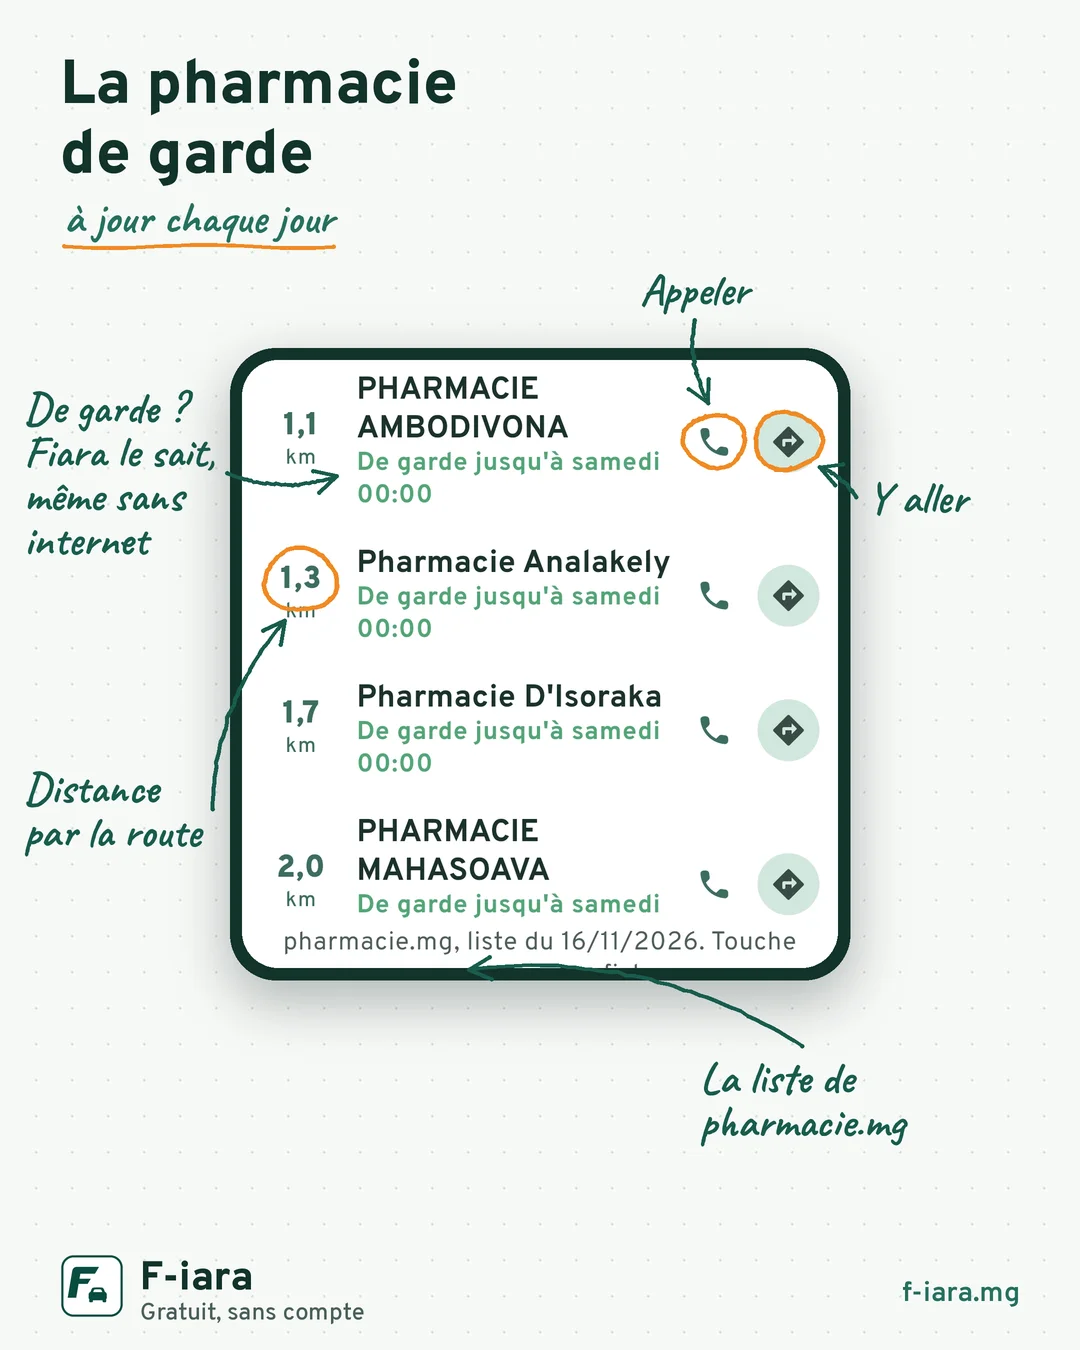 La pharmacie
de garde
à jour chaque jour
Appeler
De garde ?
Fiara le sait,
même sans
internet
1,1
km
PHARMACIE
AMBODIVONA
De garde jusqu'à samedi
00:00
Y aller
1,3
km
Pharmacie Analakely
De garde jusqu'à samedi
00:00
1,7
km
Pharmacie D'Isoraka
De garde jusqu'à samedi
00:00
Distance
par la route
2,0
km
PHARMACIE
MAHASOAVA
De garde jusqu'à samedi
pharmacie.mg, liste du 16/11/2026. Touche
La liste de
pharmacie.mg
F-iara
Gratuit, sans compte
f-iara.mg